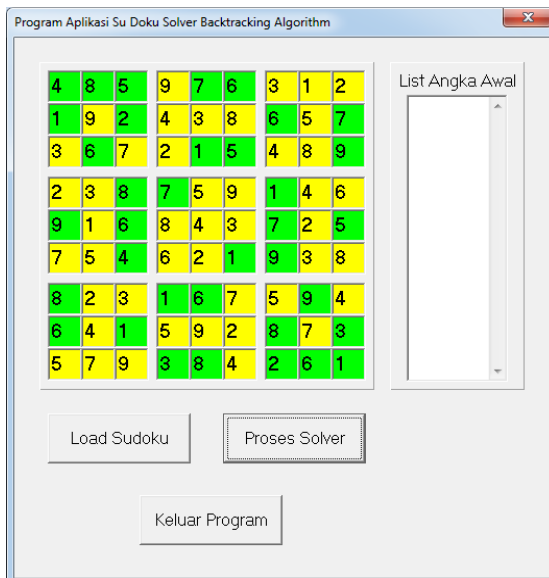 Program Aplikasi Su Doku Solver Backtracking Algorithm
List Angka Awal
4 8 5 9 7 6 3 1 2
1 9 2 4 3 8 6 5 7
3 6 7 2 1 5 4 8 9
2 3 8 7 5 9 1 4 6
9 1 6 8 4 3 7 2 5
7 5 4 6 2 1 9 3 8
8 2 3 1 6 7 5 9 4
6 4 1 5 9 2 8 7 3
5 7 9 3 8 4 2 6 1
Load Sudoku
Proses Solver
Keluar Program